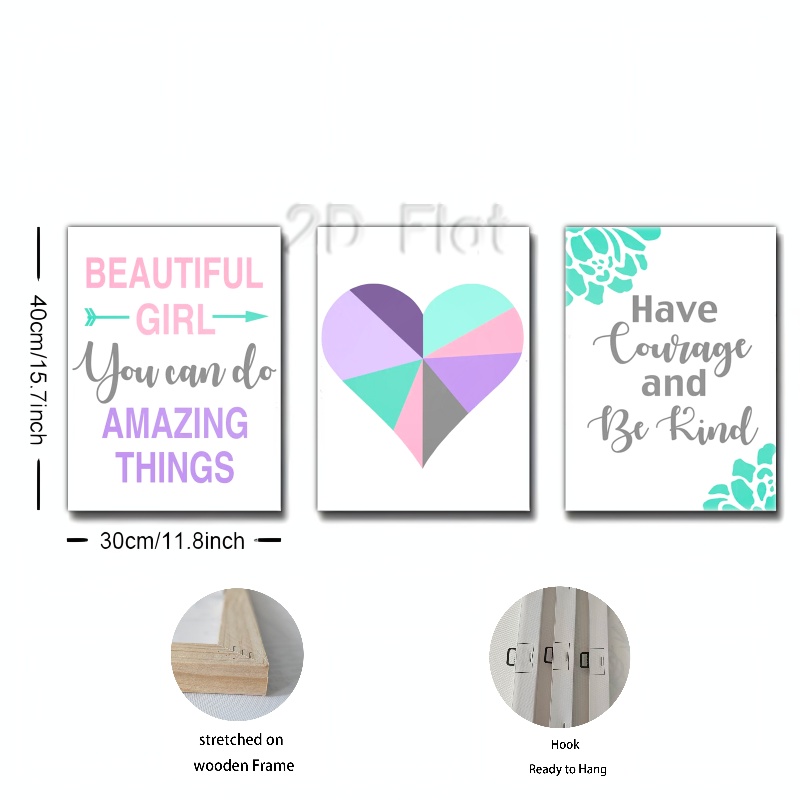 2D Flat
BEAUTIFUL
GIRL
You can do
AMAZING
THINGS
Have
Courage
and
Be Kind
40cm/15.7inch
30cm/11.8inch
stretched on
wooden Frame
Hook
Ready to Hang